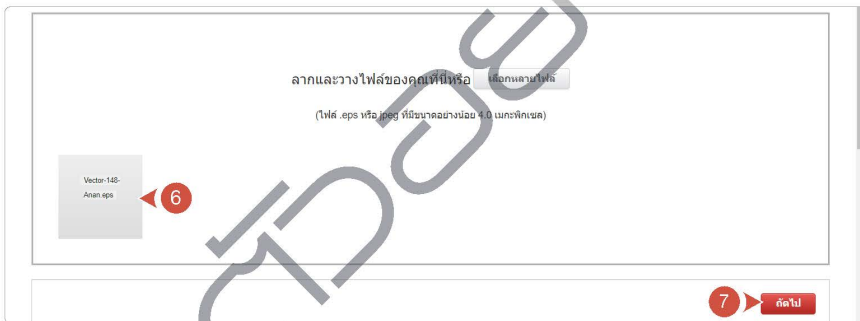 ลากและวางไฟล์ของคุณที่นี่หรือ เลือกหลายไฟล์
(ไฟล์ .eps หรือ jpeg ที่มีขนาดอย่างน้อย 4.0 เมกะพิกเซล)
Vector-148-
Anan.eps
6
7 ถัดไป